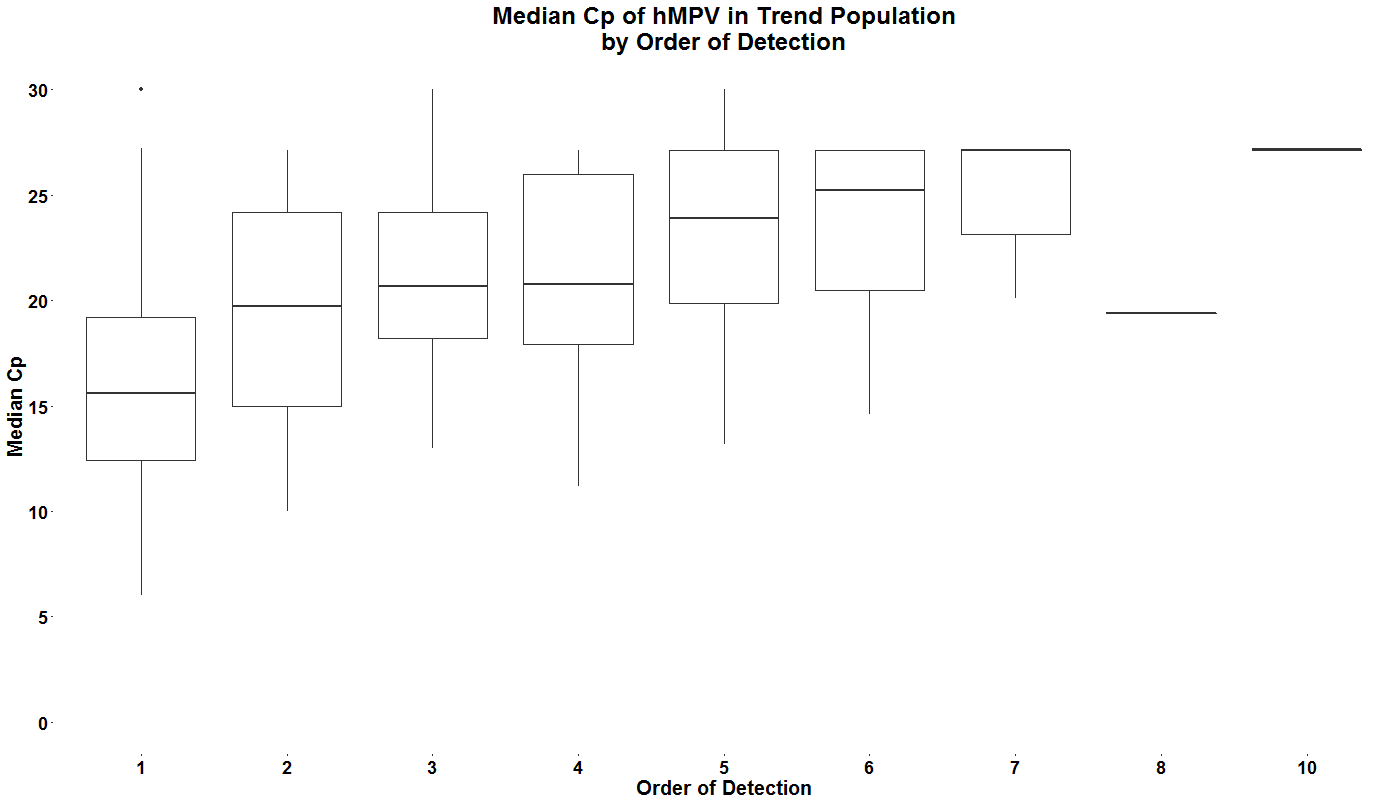 Median Cp of hMPV in Trend Population
by Order of Detection
Median Cp
30
25
20
15
10
5
0
1 2 3 4 5 6 7 8 10
Order of Detection